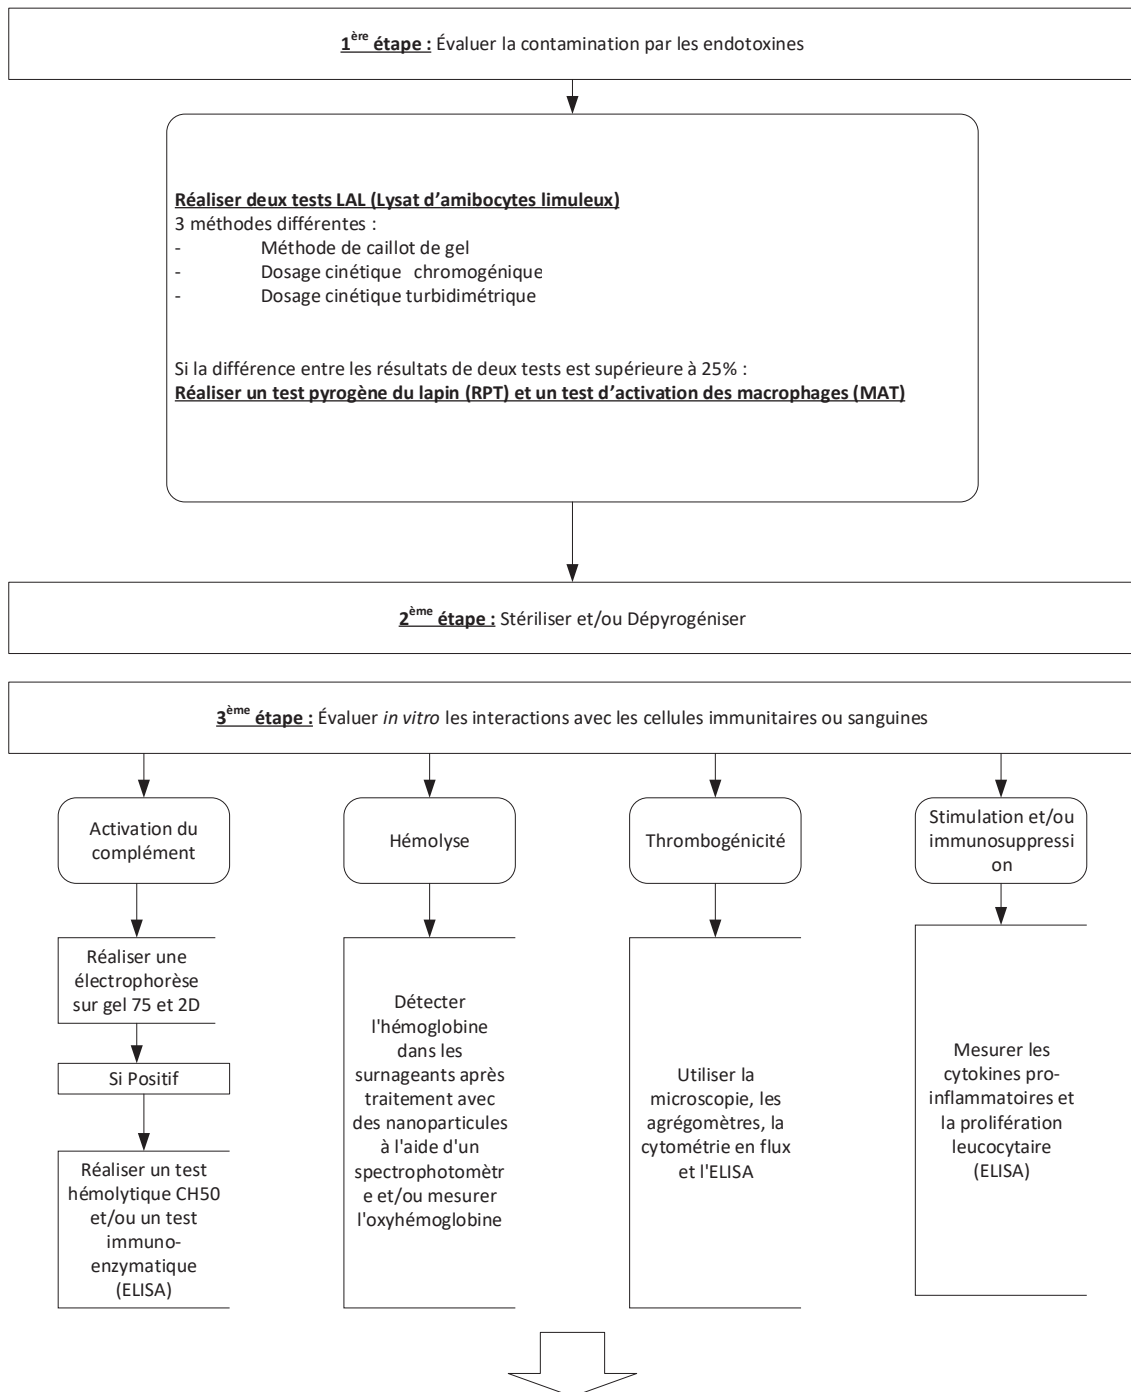 1ère étape : Évaluer la contamination par les endotoxines
Réaliser deux tests LAL (Lysat d’amibocytes limuleux)
3 méthodes différentes :
- Méthode de caillot de gel
- Dosage cinétique chromogénique
- Dosage cinétique turbidimétrique
Si la différence entre les résultats de deux tests est supérieure à 25% :
Réaliser un test pyrogène du lapin (RPT) et un test d’activation des macrophages (MAT)
2ème étape : Stériliser et/ou Dépyrogéniser
3ème étape : Évaluer in vitro les interactions avec les cellules immunitaires ou sanguines
Activation du
complément
Réaliser une
électrophorèse
sur gel 75 et 2D
Si Positif
Réaliser un test
hémolytique CH50
et/ou un test
immuno-
enzymatique
(ELISA)
Hémolyse
Détecter
l'hémoglobine
dans les
surnageants après
traitement avec
des nanoparticules
à l'aide d'un
spectrophotomètr
e et/ou mesurer
l'oxyhémoglobine
Thrombogénicité
Utiliser la
microscopie, les
agrégomètres, la
cytométrie en flux
et l'ELISA
Stimulation et/ou
immunosuppressi
on
Mesurer les
cytokines pro-
inflammatoires et
la prolifération
leucocytaire
(ELISA)